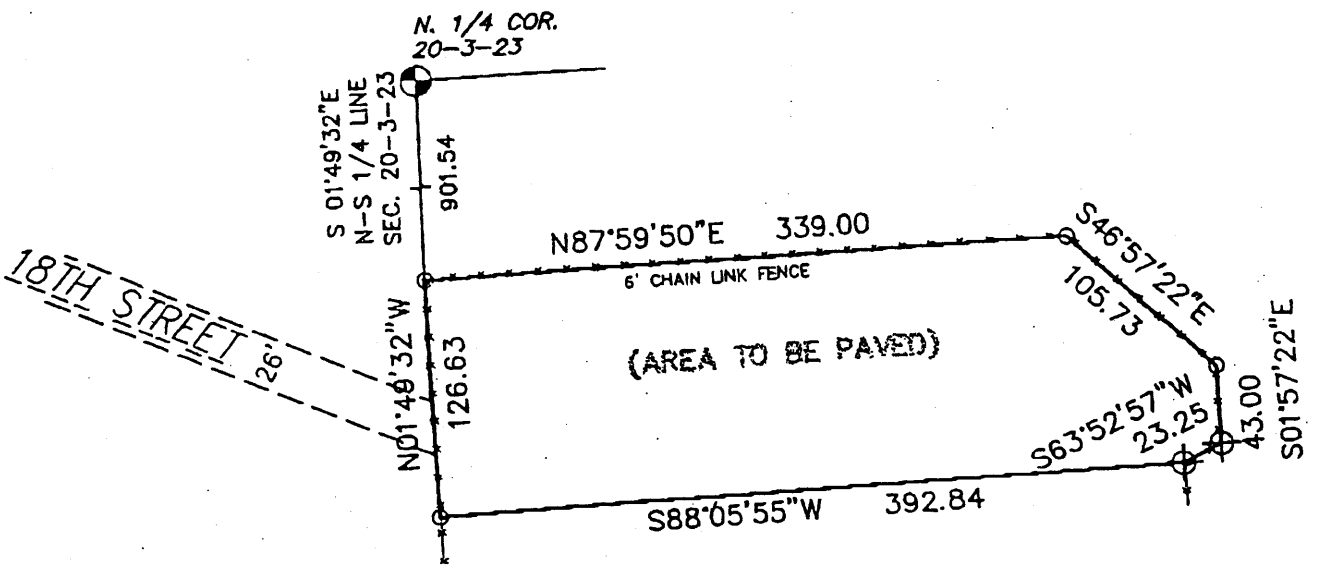 N. 1/4 COR.
20-3-23
S 01°49'32"E
N-S 1/4 LINE
SEC. 20-3-23
901.54
N87°59'50"E 339.00
6' CHAIN LINK FENCE
S46°57'22"E
105.73
18TH STREET 26'
N01°49'32"W
126.63
(AREA TO BE PAVED)
S63°52'57"W
23.25
43.00
S01°57'22"E
S88°05'55"W 392.84